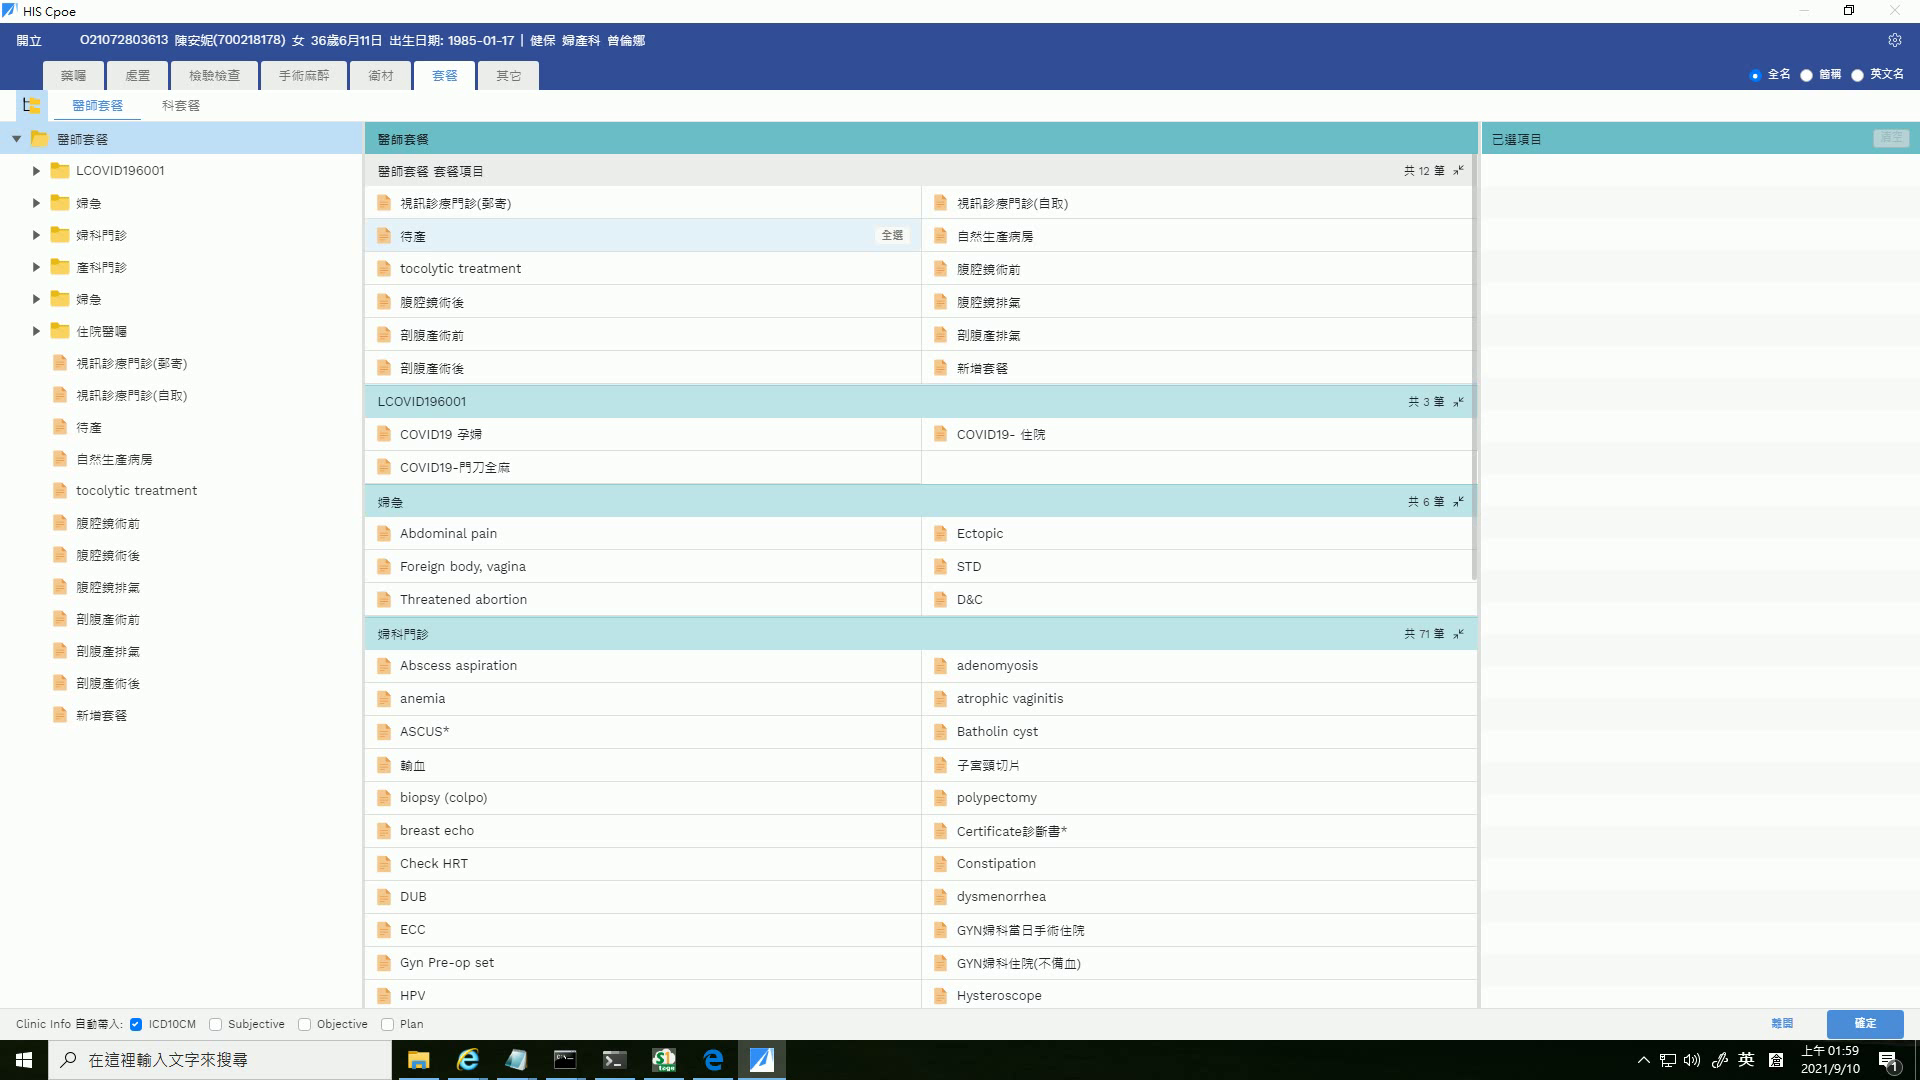 HIS Cpoe
開立 O21072803613 陳安妮(700218178) 女 36歲6月11日 出生日期: 1985-01-17 | 健保 婦產科 曾倫娜
藥囑 處置 檢驗檢查 手術麻醉 衛材 套餐 其它
全名 簡稱 英文名
醫師套餐 科套餐
醫師套餐
LCOVID196001
婦急
婦科門診
產科門診
婦急
住院醫囑
視訊診療門診(郵寄)
視訊診療門診(自取)
待產
自然生產病房
tocolytic treatment
腹腔鏡術前
腹腔鏡術後
腹腔鏡排氣
剖腹產術前
剖腹產排氣
剖腹產術後
新增套餐
醫師套餐
醫師套餐 套餐項目 共 12 筆
視訊診療門診(郵寄) 視訊診療門診(自取)
待產 全選 自然生產病房
tocolytic treatment 腹腔鏡術前
腹腔鏡術後 腹腔鏡排氣
剖腹產術前 剖腹產排氣
剖腹產術後 新增套餐
LCOVID196001 共 3 筆
COVID19 孕婦 COVID19- 住院
COVID19-門刀全麻
婦急 共 6 筆
Abdominal pain Ectopic
Foreign body, vagina STD
Threatened abortion D&C
婦科門診 共 71 筆
Abscess aspiration adenomyosis
anemia atrophic vaginitis
ASCUS* Batholin cyst
輸血 子宮頸切片
biopsy (colpo) polypectomy
breast echo Certificate診斷書*
Check HRT Constipation
DUB dysmenorrhea
ECC GYN婦科當日手術住院
Gyn Pre-op set GYN婦科住院(不備血)
HPV Hysteroscope
已選項目 清空
Clinic Info 自動帶入: ICD10CM Subjective Objective Plan
離開 確定
在這裡輸入文字來搜尋
英 上午 01:59
2021/9/10
1